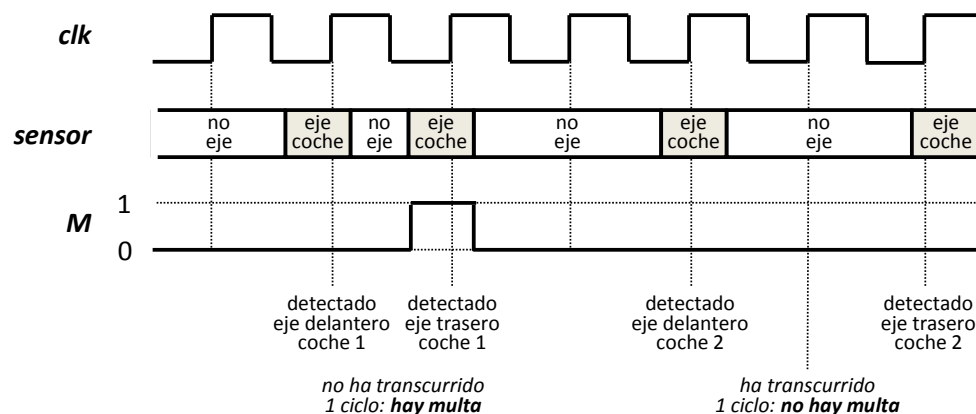 clk
sensor
no
eje
eje
coche
no
eje
eje
coche
no
eje
eje
coche
no
eje
eje
coche
M
1
0
detectado
eje delantero
coche 1
detectado
eje trasero
coche 1
detectado
eje delantero
coche 2
detectado
eje trasero
coche 2
no ha transcurrido
1 ciclo: hay multa
ha transcurrido
1 ciclo: no hay multa